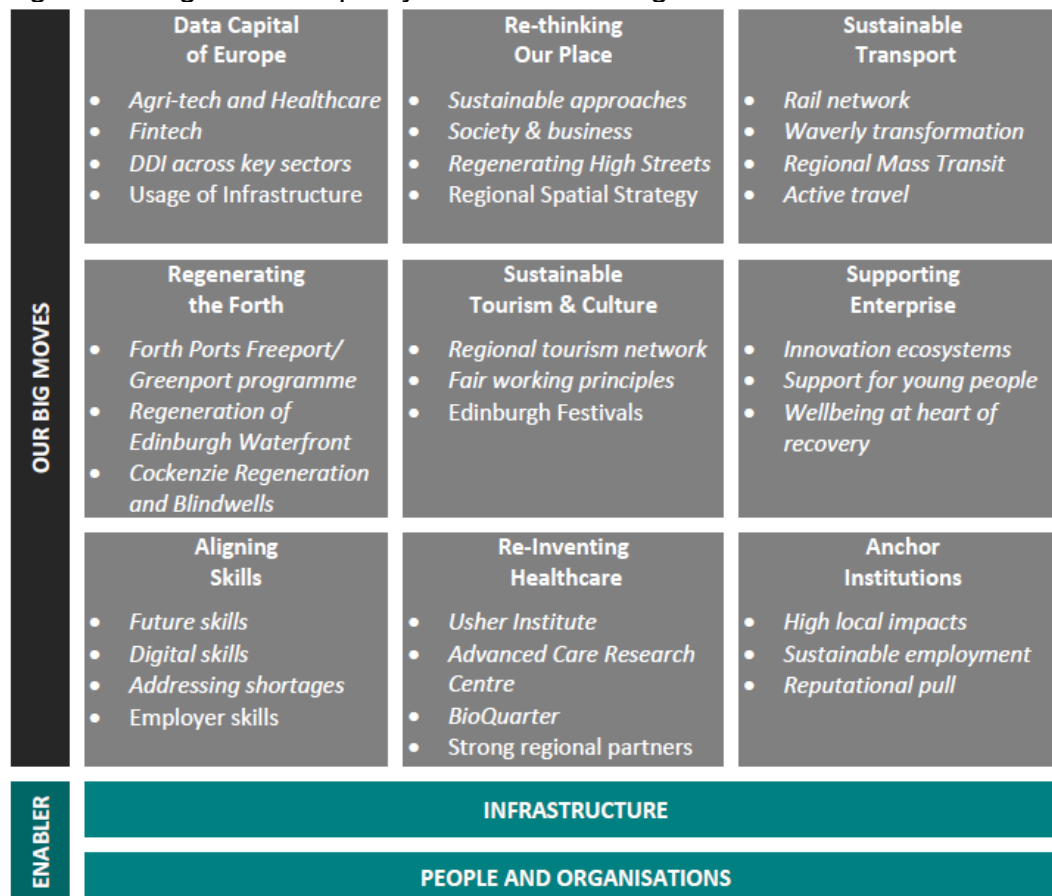 Data Capital
of Europe
• Agri-tech and Healthcare
• Fintech
• DDI across key sectors
• Usage of Infrastructure
Re-thinking
Our Place
• Sustainable approaches
• Society & business
• Regenerating High Streets
• Regional Spatial Strategy
Sustainable
Transport
• Rail network
• Waverly transformation
• Regional Mass Transit
• Active travel
OUR BIG MOVES
Regenerating
the Forth
• Forth Ports Freeport/
Greenport programme
• Regeneration of
Edinburgh Waterfront
• Cockenzie Regeneration
and Blindwells
Sustainable
Tourism & Culture
• Regional tourism network
• Fair working principles
• Edinburgh Festivals
Supporting
Enterprise
• Innovation ecosystems
• Support for young people
• Wellbeing at heart of
recovery
Aligning
Skills
• Future skills
• Digital skills
• Addressing shortages
• Employer skills
Re-Inventing
Healthcare
• Usher Institute
• Advanced Care Research
Centre
• BioQuarter
• Strong regional partners
Anchor
Institutions
• High local impacts
• Sustainable employment
• Reputational pull
ENABLER
INFRASTRUCTURE
PEOPLE AND ORGANISATIONS